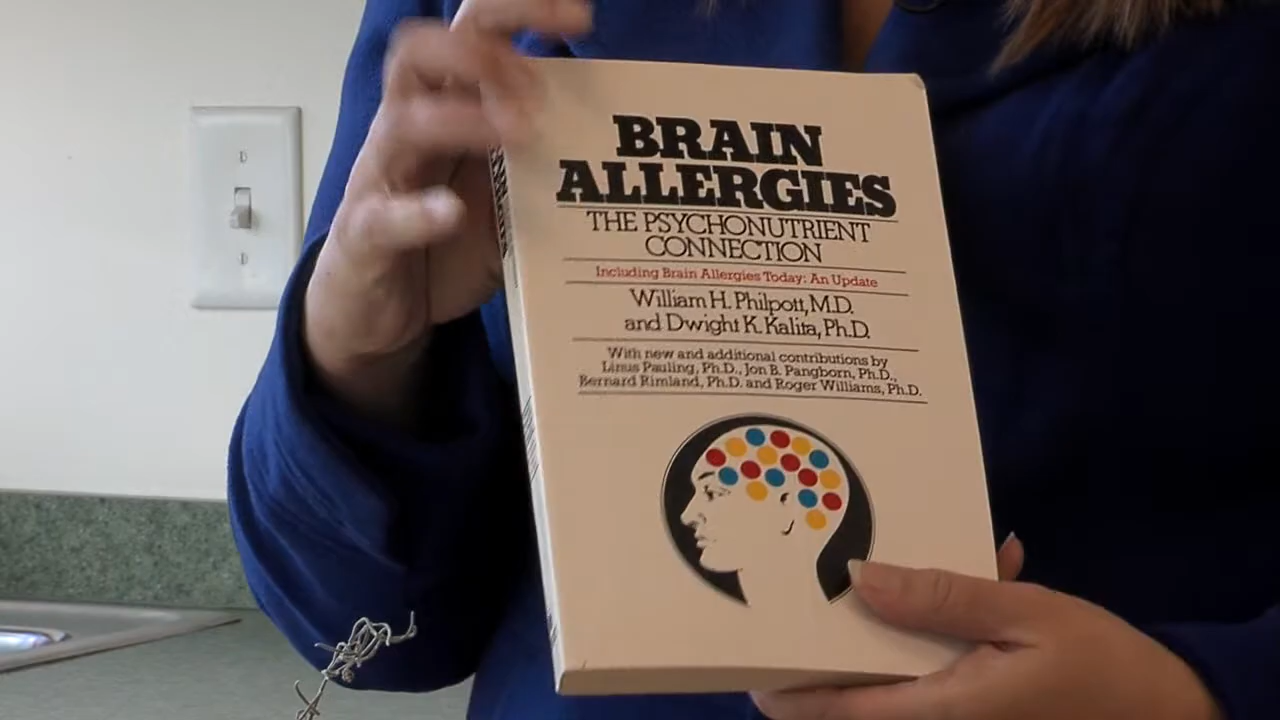 BRAIN
ALLERGIES
THE PSYCHONUTRIENT
CONNECTION
Including Brain Allergies Today: An Update
William H. Philpott, M.D.
and Dwight K. Kalita, Ph.D.
With new and additional contributions by
Linus Pauling, Ph.D., Jon B. Pangborn, Ph.D.,
Bernard Rimland, Ph.D. and Roger Williams, Ph.D.